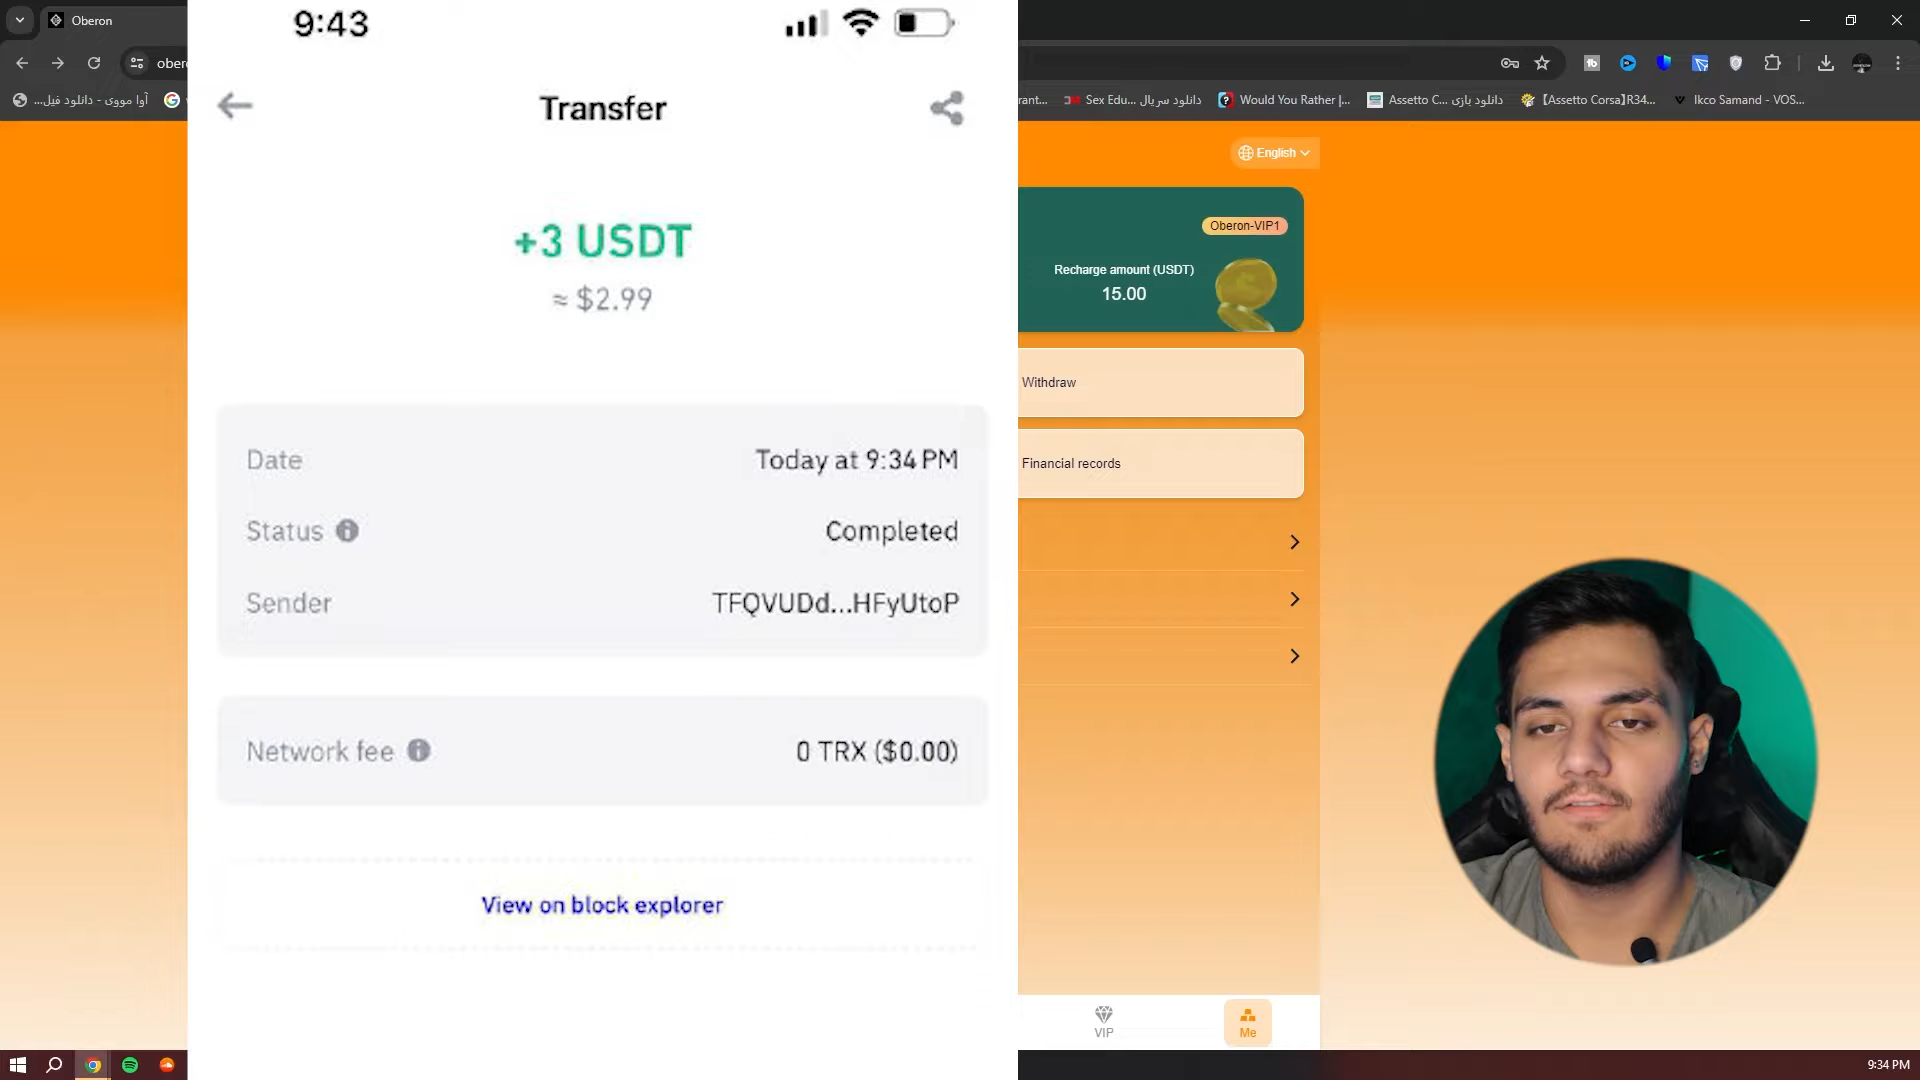 Oberon
9:43
ober
آوا مووی - دانلود فیل...
rant...
Sex Edu... دانلود سریال
Would You Rather |...
Assetto C... دانلود بازی
【Assetto Corsa】R34...
Ikco Samand - VOS...
Transfer
+3 USDT
≈ $2.99
Date
Today at 9:34 PM
Status
Completed
Sender
TFQVUDd...HFyUtoP
Network fee
0 TRX ($0.00)
View on block explorer
English
Oberon-VIP1
Recharge amount (USDT)
15.00
Withdraw
Financial records
VIP
Me
9:34 PM